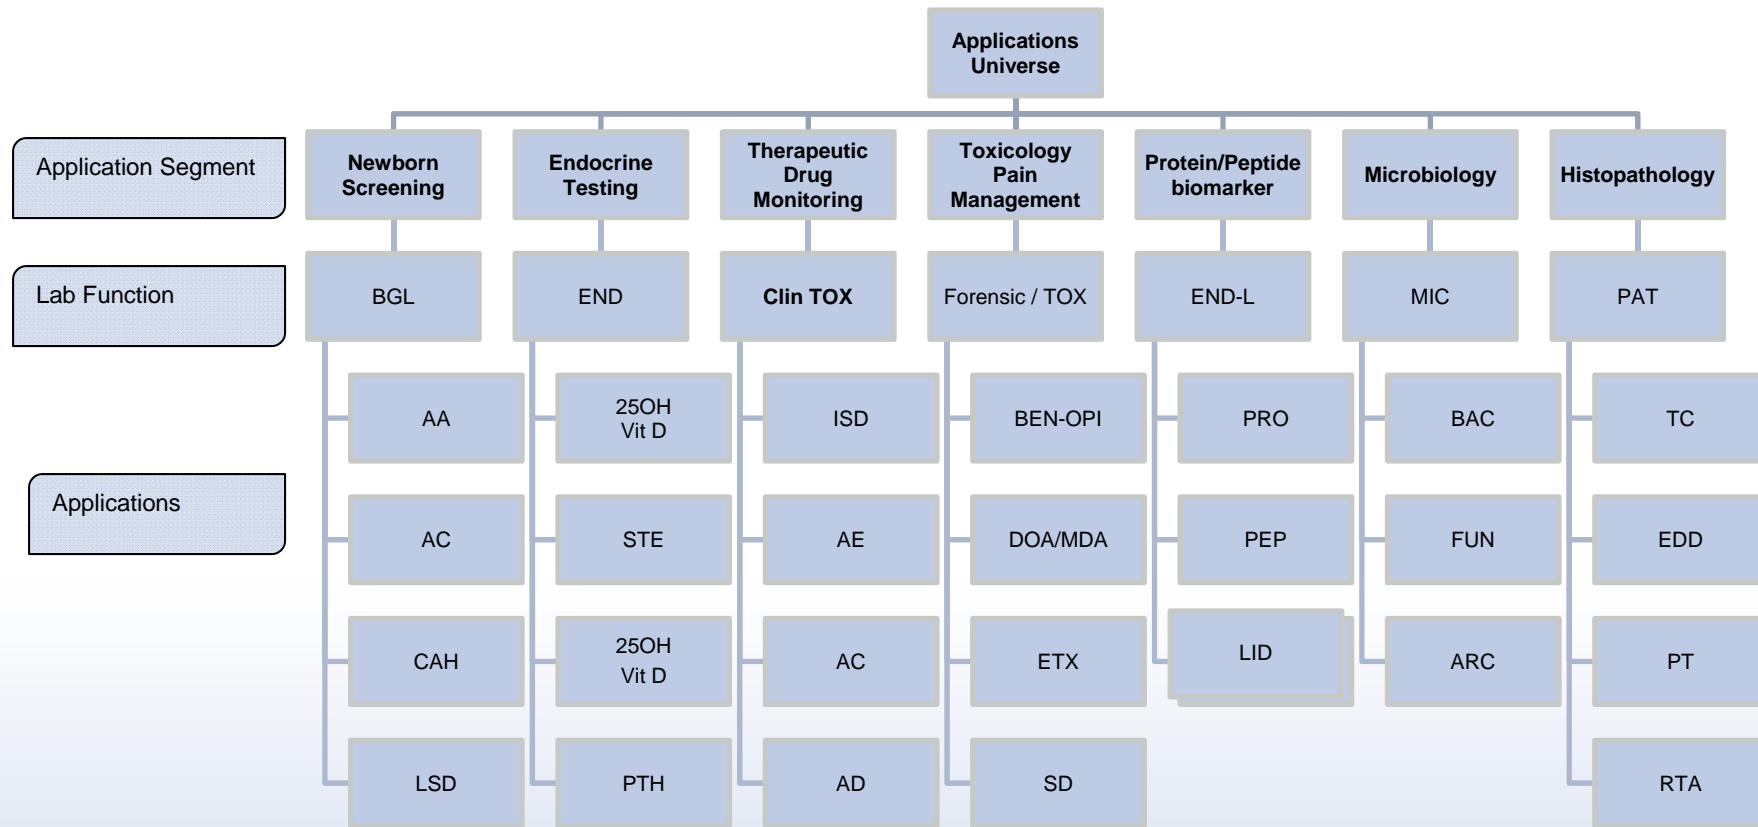 Applications
Universe
Application Segment
Newborn
Screening
Endocrine
Testing
Therapeutic
Drug
Monitoring
Toxicology
Pain
Management
Protein/Peptide
biomarker
Microbiology
Histopathology
Lab Function
BGL
END
Clin TOX
Forensic / TOX
END-L
MIC
PAT
Applications
AA
25OH
Vit D
ISD
BEN-OPI
PRO
BAC
TC
AC
STE
AE
DOA/MDA
PEP
FUN
EDD
CAH
25OH
Vit D
AC
ETX
LID
ARC
PT
LSD
PTH
AD
SD
RTA